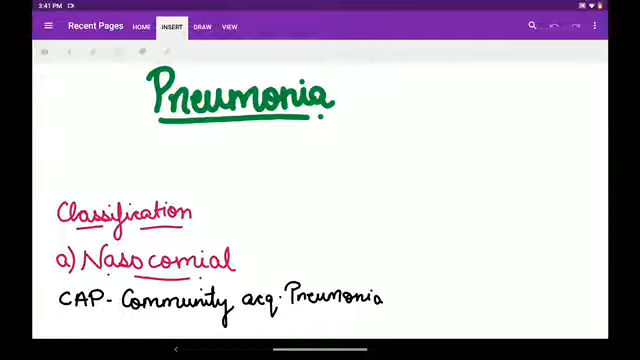 3:41 PM
Recent Pages HOME INSERT DRAW VIEW
Pneumonia
Classification
a) Nasocomial
CAP- Community acq. Pneumonia